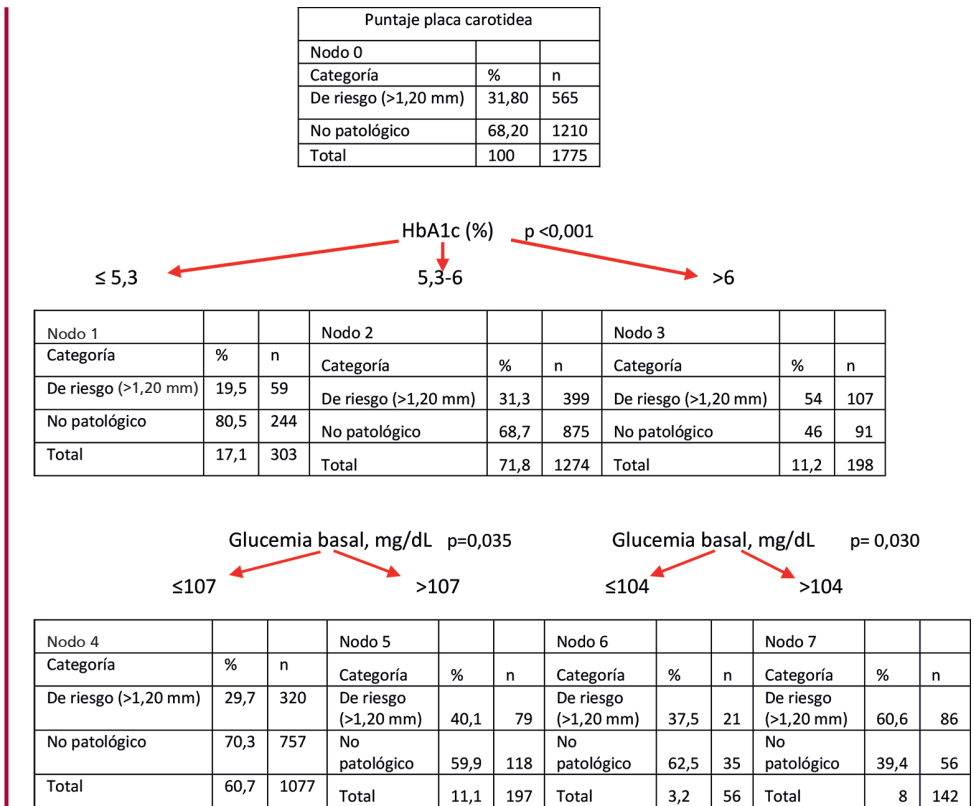 Puntaje placa carotidea
Nodo 0
Categoría % n
De riesgo (>1,20 mm) 31,80 565
No patológico 68,20 1210
Total 100 1775
HbA1c (%) p <0,001
≤ 5,3 5,3-6 >6
Nodo 1 Nodo 2 Nodo 3
Categoría % n Categoría % n Categoría % n
De riesgo (>1,20 mm) 19,5 59 De riesgo (>1,20 mm) 31,3 399 De riesgo (>1,20 mm) 54 107
No patológico 80,5 244 No patológico 68,7 875 No patológico 46 91
Total 17,1 303 Total 71,8 1274 Total 11,2 198
Glucemia basal, mg/dL p=0,035 Glucemia basal, mg/dL p= 0,030
≤107 >107 ≤104 >104
Nodo 4 Nodo 5 Nodo 6 Nodo 7
Categoría % n Categoría % n Categoría % n Categoría % n
De riesgo (>1,20 mm) 29,7 320 De riesgo De riesgo De riesgo
(>1,20 mm) 40,1 79 (>1,20 mm) 37,5 21 (>1,20 mm) 60,6 86
No patológico 70,3 757 No No No
patológico 59,9 118 patológico 62,5 35 patológico 39,4 56
Total 60,7 1077 Total 11,1 197 Total 3,2 56 Total 8 142